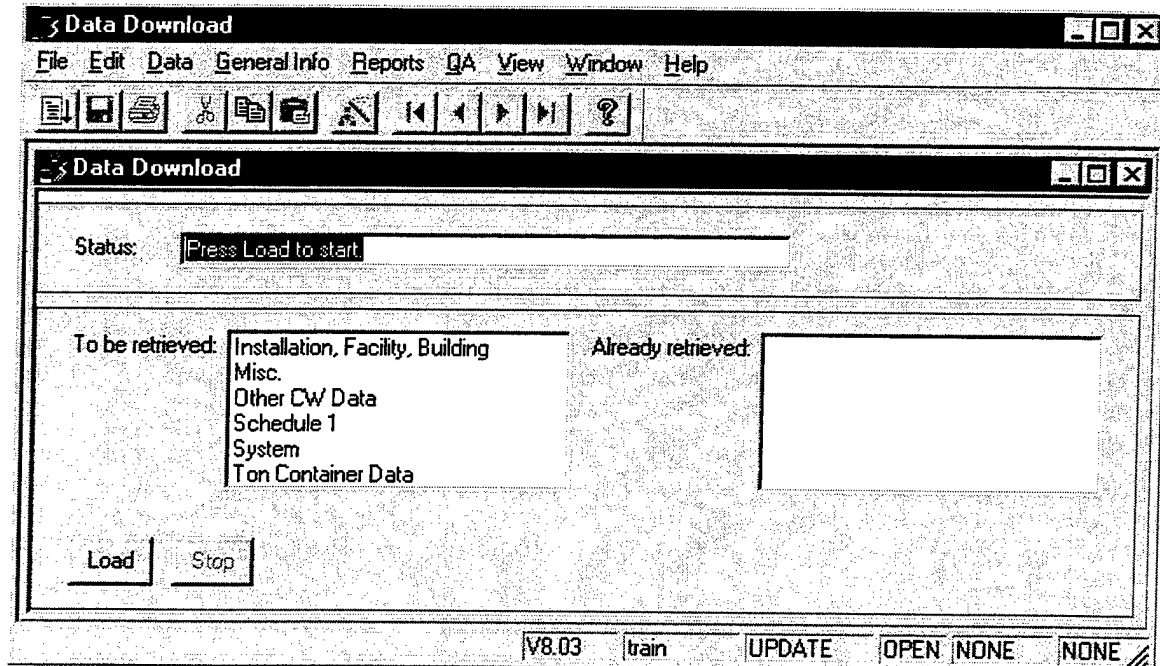 Data Download
File Edit Data General Info Reports QA View Window Help
Data Download
Status: Press Load to start
To be retrieved: Installation, Facility, Building
Misc.
Other CW Data
Schedule 1
System
Ton Container Data
Already retrieved:
Load Stop
V8.03 train UPDATE OPEN NONE NONE